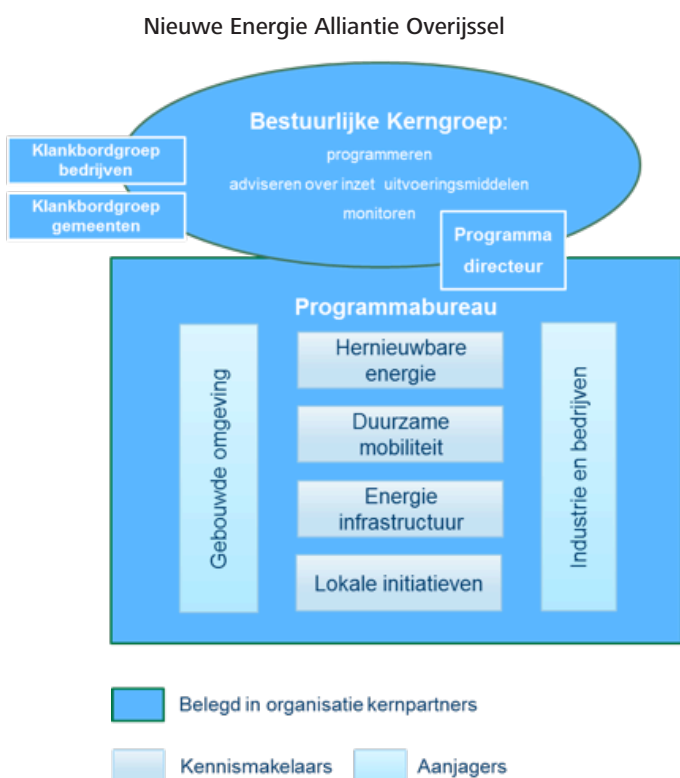 Nieuwe Energie Alliantie Overijssel
Bestuurlijke Kerngroep:
programmeren
adviseren over inzet uitvoeringsmiddelen
monitoren
Klankbordgroep
bedrijven
Klankbordgroep
gemeenten
Programma
directeur
Programmabureau
Gebouwde omgeving
Hernieuwbare
energie
Duurzame
mobiliteit
Energie
infrastructuur
Lokale initiatieven
Industrie en bedrijven
Belegd in organisatie kernpartners
Kennismakelaars
Aanjagers